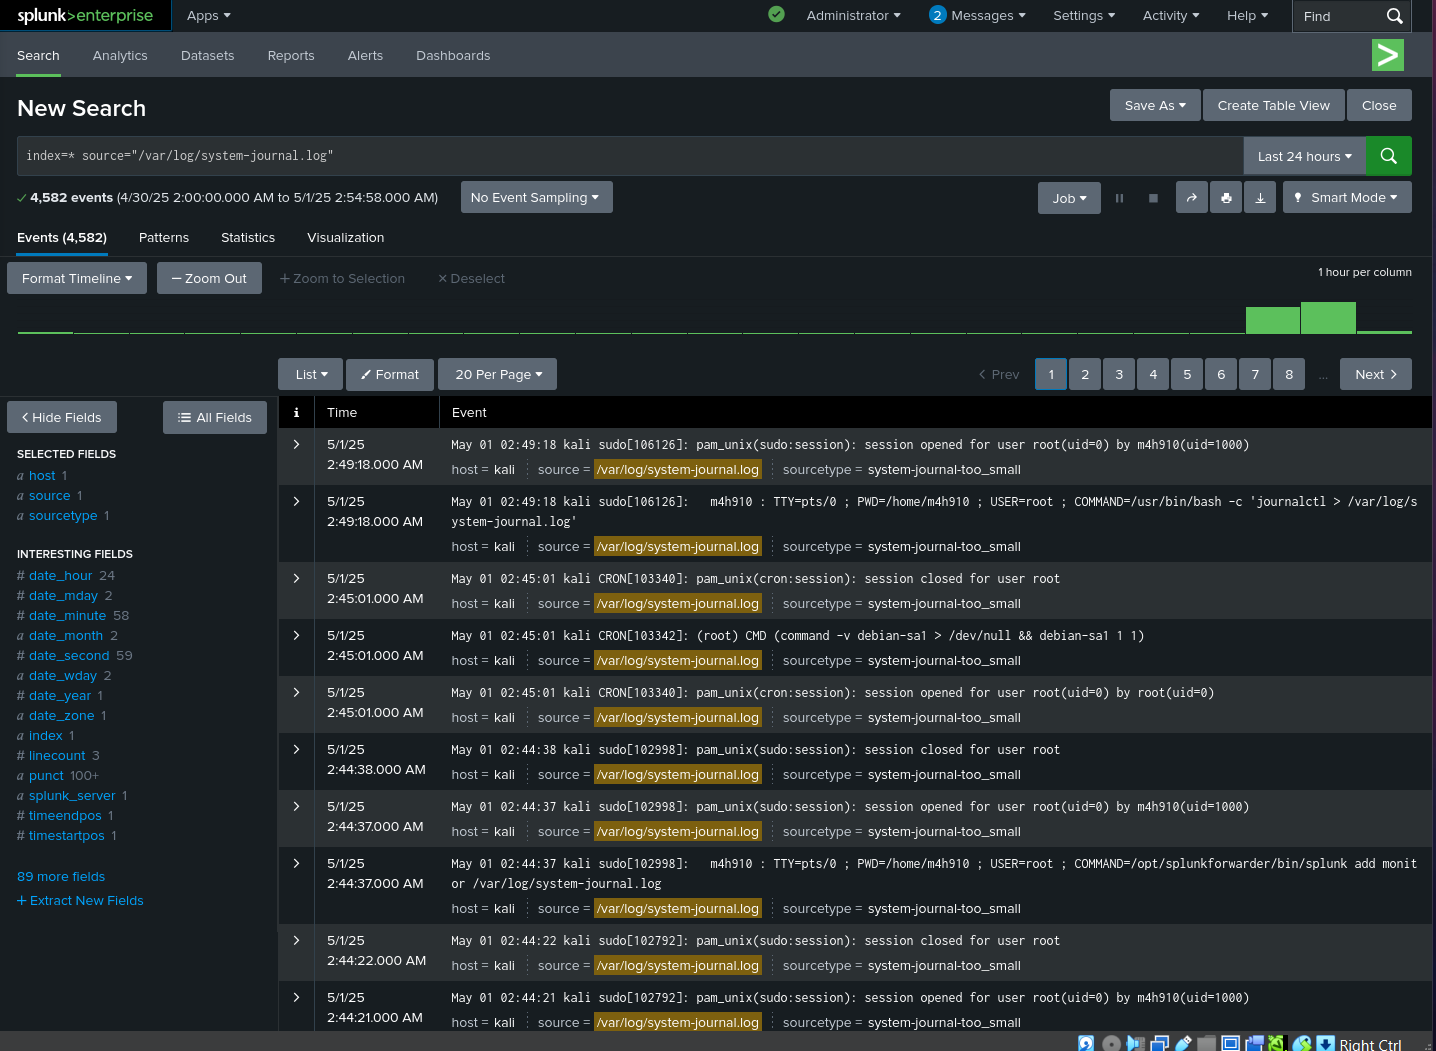 splunk>enterprise Apps Administrator 2 Messages Settings Activity Help Find
Search Analytics Datasets Reports Alerts Dashboards
New Search
Save As Create Table View Close
index=* source="/var/log/system-journal.log"
Last 24 hours
4,582 events (4/30/25 2:00:00.000 AM to 5/1/25 2:54:58.000 AM)
No Event Sampling
Job
Smart Mode
Events (4,582) Patterns Statistics Visualization
Format Timeline — Zoom Out + Zoom to Selection × Deselect
1 hour per column
List Format 20 Per Page
< Prev 1 2 3 4 5 6 7 8 ... Next >
< Hide Fields All Fields
SELECTED FIELDS
a host 1
a source 1
a sourcetype 1
INTERESTING FIELDS
# date_hour 24
# date_mday 2
# date_minute 58
a date_month 2
# date_second 59
a date_wday 2
# date_year 1
a date_zone 1
a index 1
# linecount 3
a punct 100+
a splunk_server 1
# timeendpos 1
# timestartpos 1
89 more fields
+ Extract New Fields
i Time Event
> 5/1/25
2:49:18.000 AM
May 01 02:49:18 kali sudo[106126]: pam_unix(sudo:session): session opened for user root(uid=0) by m4h910(uid=1000)
host = kali source = /var/log/system-journal.log sourcetype = system-journal-too_small
> 5/1/25
2:49:18.000 AM
May 01 02:49:18 kali sudo[106126]: m4h910 : TTY=pts/0 ; PWD=/home/m4h910 ; USER=root ; COMMAND=/usr/bin/bash -c 'journalctl > /var/log/s
ystem-journal.log'
host = kali source = /var/log/system-journal.log sourcetype = system-journal-too_small
> 5/1/25
2:45:01.000 AM
May 01 02:45:01 kali CRON[103340]: pam_unix(cron:session): session closed for user root
host = kali source = /var/log/system-journal.log sourcetype = system-journal-too_small
> 5/1/25
2:45:01.000 AM
May 01 02:45:01 kali CRON[103342]: (root) CMD (command -v debian-sa1 > /dev/null && debian-sa1 1 1)
host = kali source = /var/log/system-journal.log sourcetype = system-journal-too_small
> 5/1/25
2:45:01.000 AM
May 01 02:45:01 kali CRON[103340]: pam_unix(cron:session): session opened for user root(uid=0) by root(uid=0)
host = kali source = /var/log/system-journal.log sourcetype = system-journal-too_small
> 5/1/25
2:44:38.000 AM
May 01 02:44:38 kali sudo[102998]: pam_unix(sudo:session): session closed for user root
host = kali source = /var/log/system-journal.log sourcetype = system-journal-too_small
> 5/1/25
2:44:37.000 AM
May 01 02:44:37 kali sudo[102998]: pam_unix(sudo:session): session opened for user root(uid=0) by m4h910(uid=1000)
host = kali source = /var/log/system-journal.log sourcetype = system-journal-too_small
> 5/1/25
2:44:37.000 AM
May 01 02:44:37 kali sudo[102998]: m4h910 : TTY=pts/0 ; PWD=/home/m4h910 ; USER=root ; COMMAND=/opt/splunkforwarder/bin/splunk add monit
or /var/log/system-journal.log
host = kali source = /var/log/system-journal.log sourcetype = system-journal-too_small
> 5/1/25
2:44:22.000 AM
May 01 02:44:22 kali sudo[102792]: pam_unix(sudo:session): session closed for user root
host = kali source = /var/log/system-journal.log sourcetype = system-journal-too_small
> 5/1/25
2:44:21.000 AM
May 01 02:44:21 kali sudo[102792]: pam_unix(sudo:session): session opened for user root(uid=0) by m4h910(uid=1000)
host = kali source = /var/log/system-journal.log sourcetype = system-journal-too_small
Right Ctrl